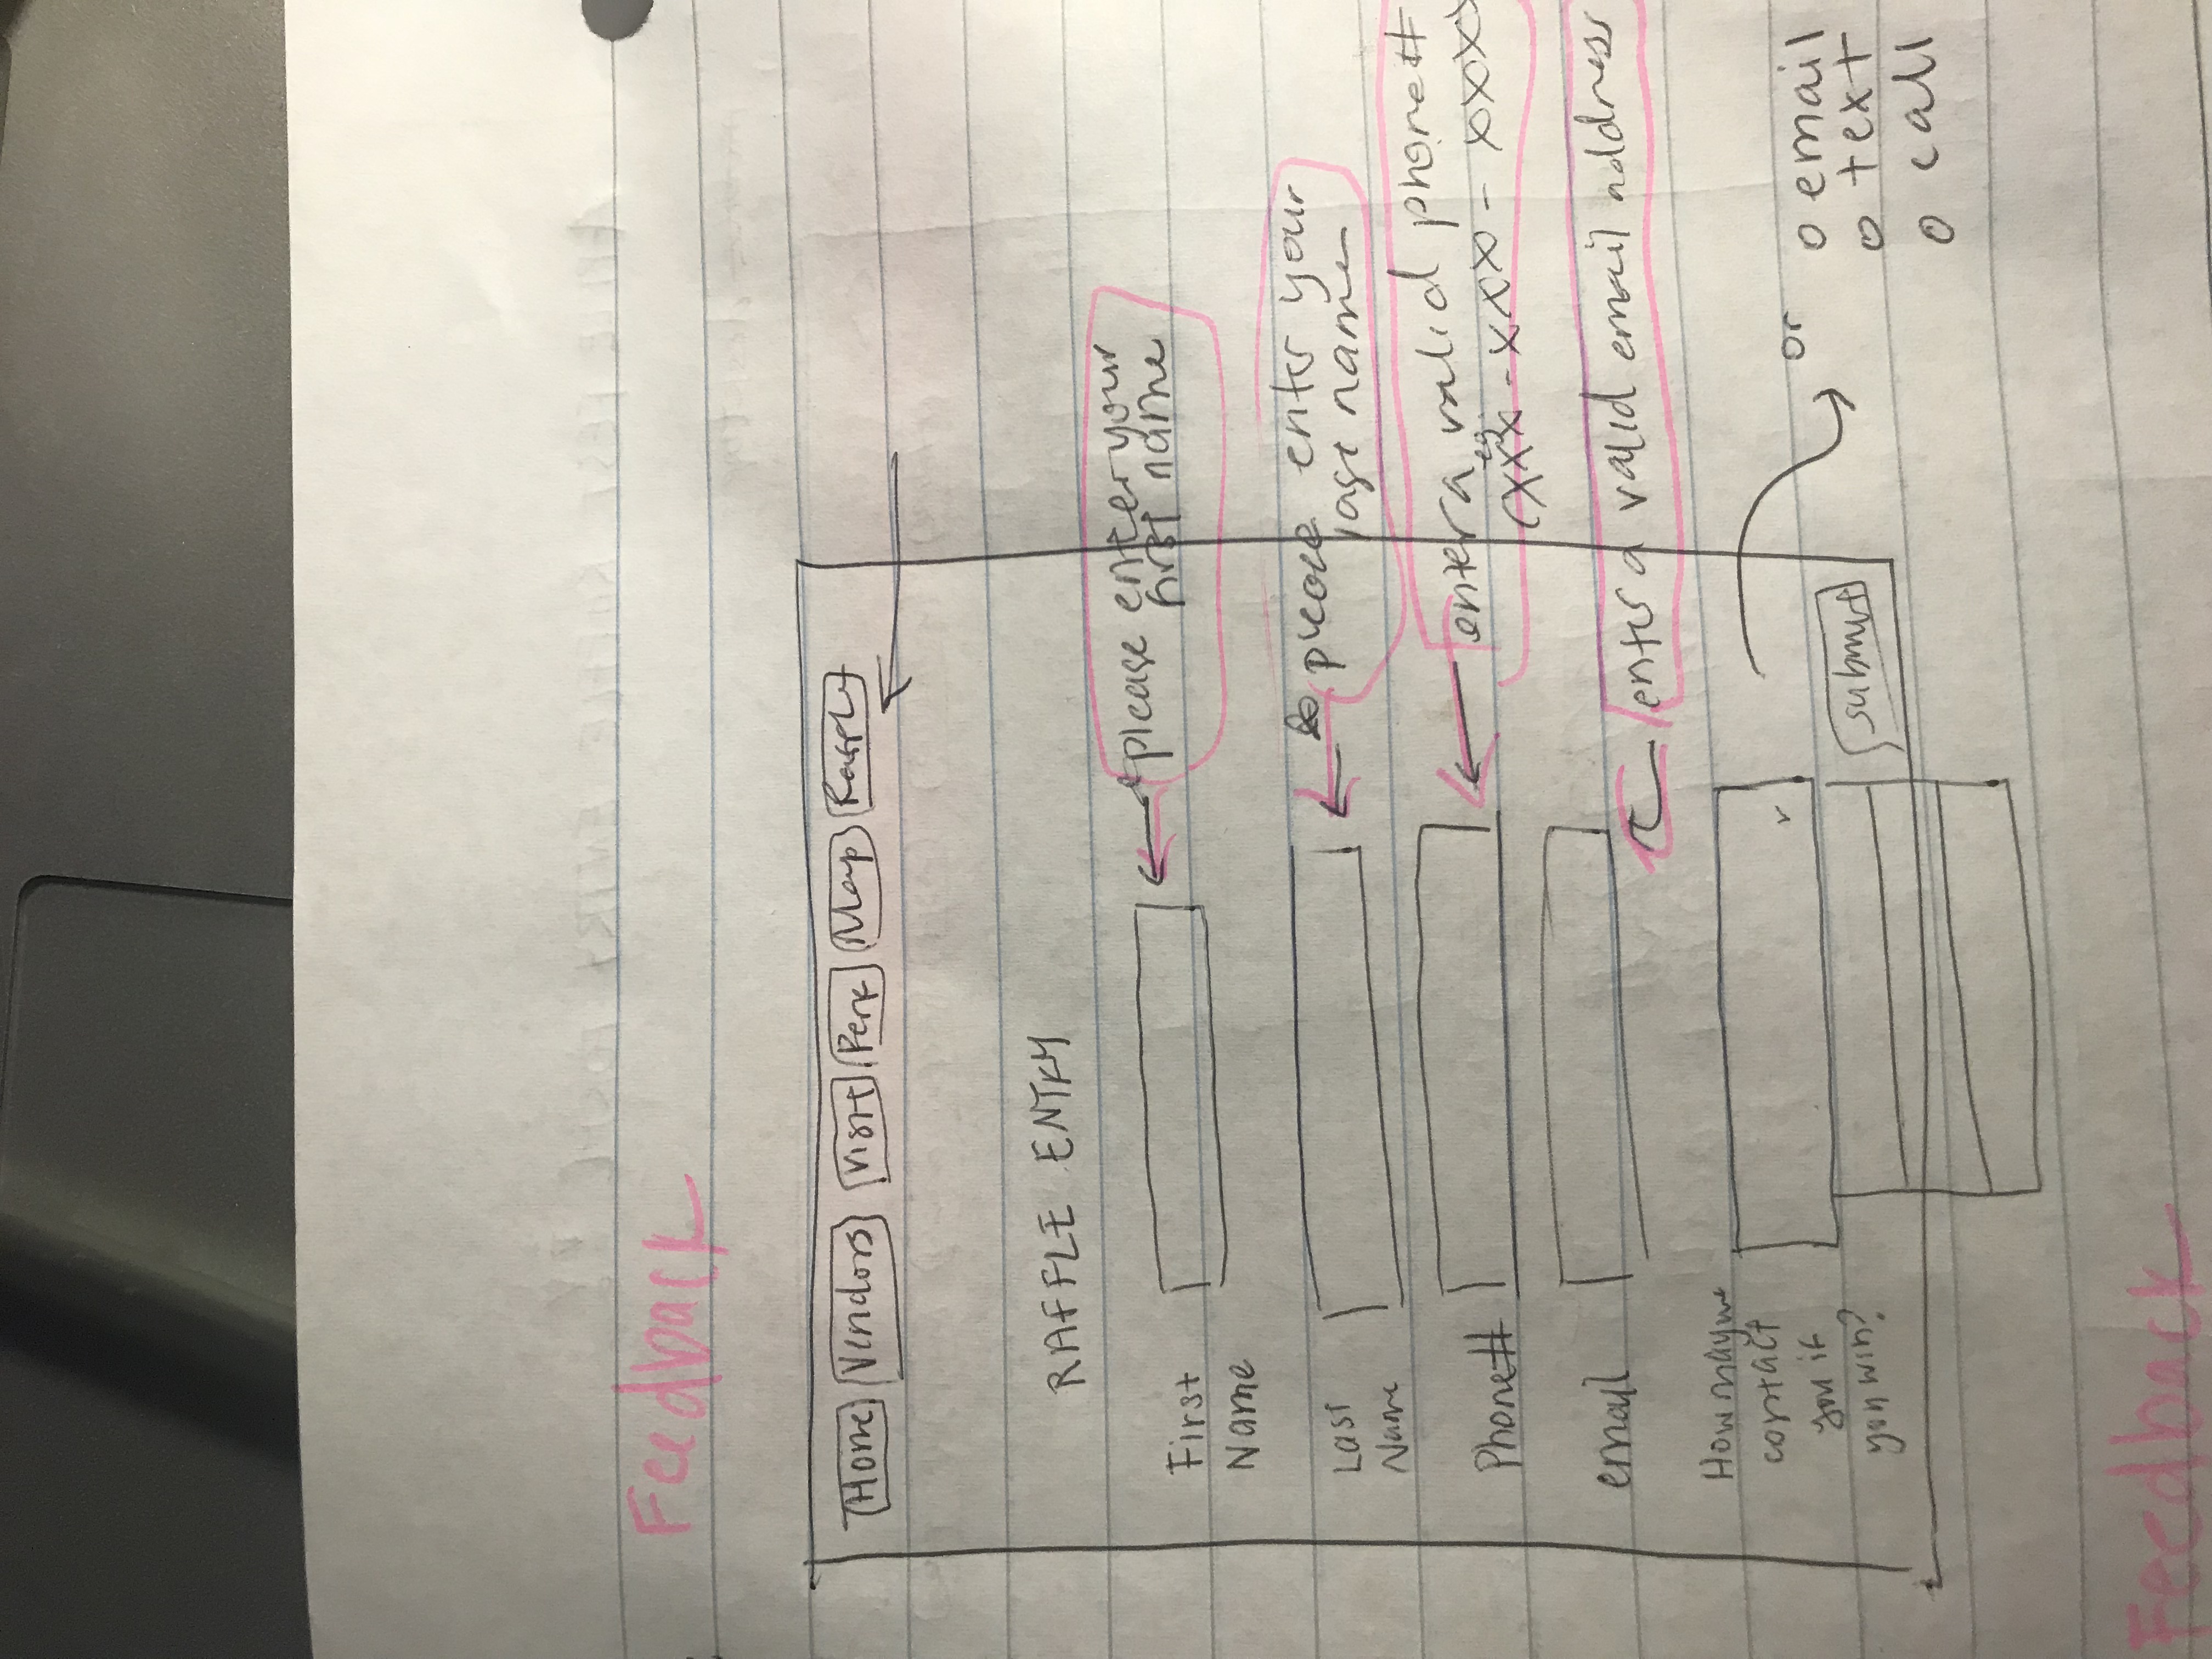 Feedback
Home Vendors Visit Perk Map Raffle
RAFFLE ENTRY
First
Name
please enter your
first name
Last
Name
please enter your
last name
Phone#
enter a valid phone#
eg.
(xxx-xxx-xxxx
email
enter a valid email address
How may we
contact
you if
you win?
v
submit
or
o email
o text
o call
Feedback